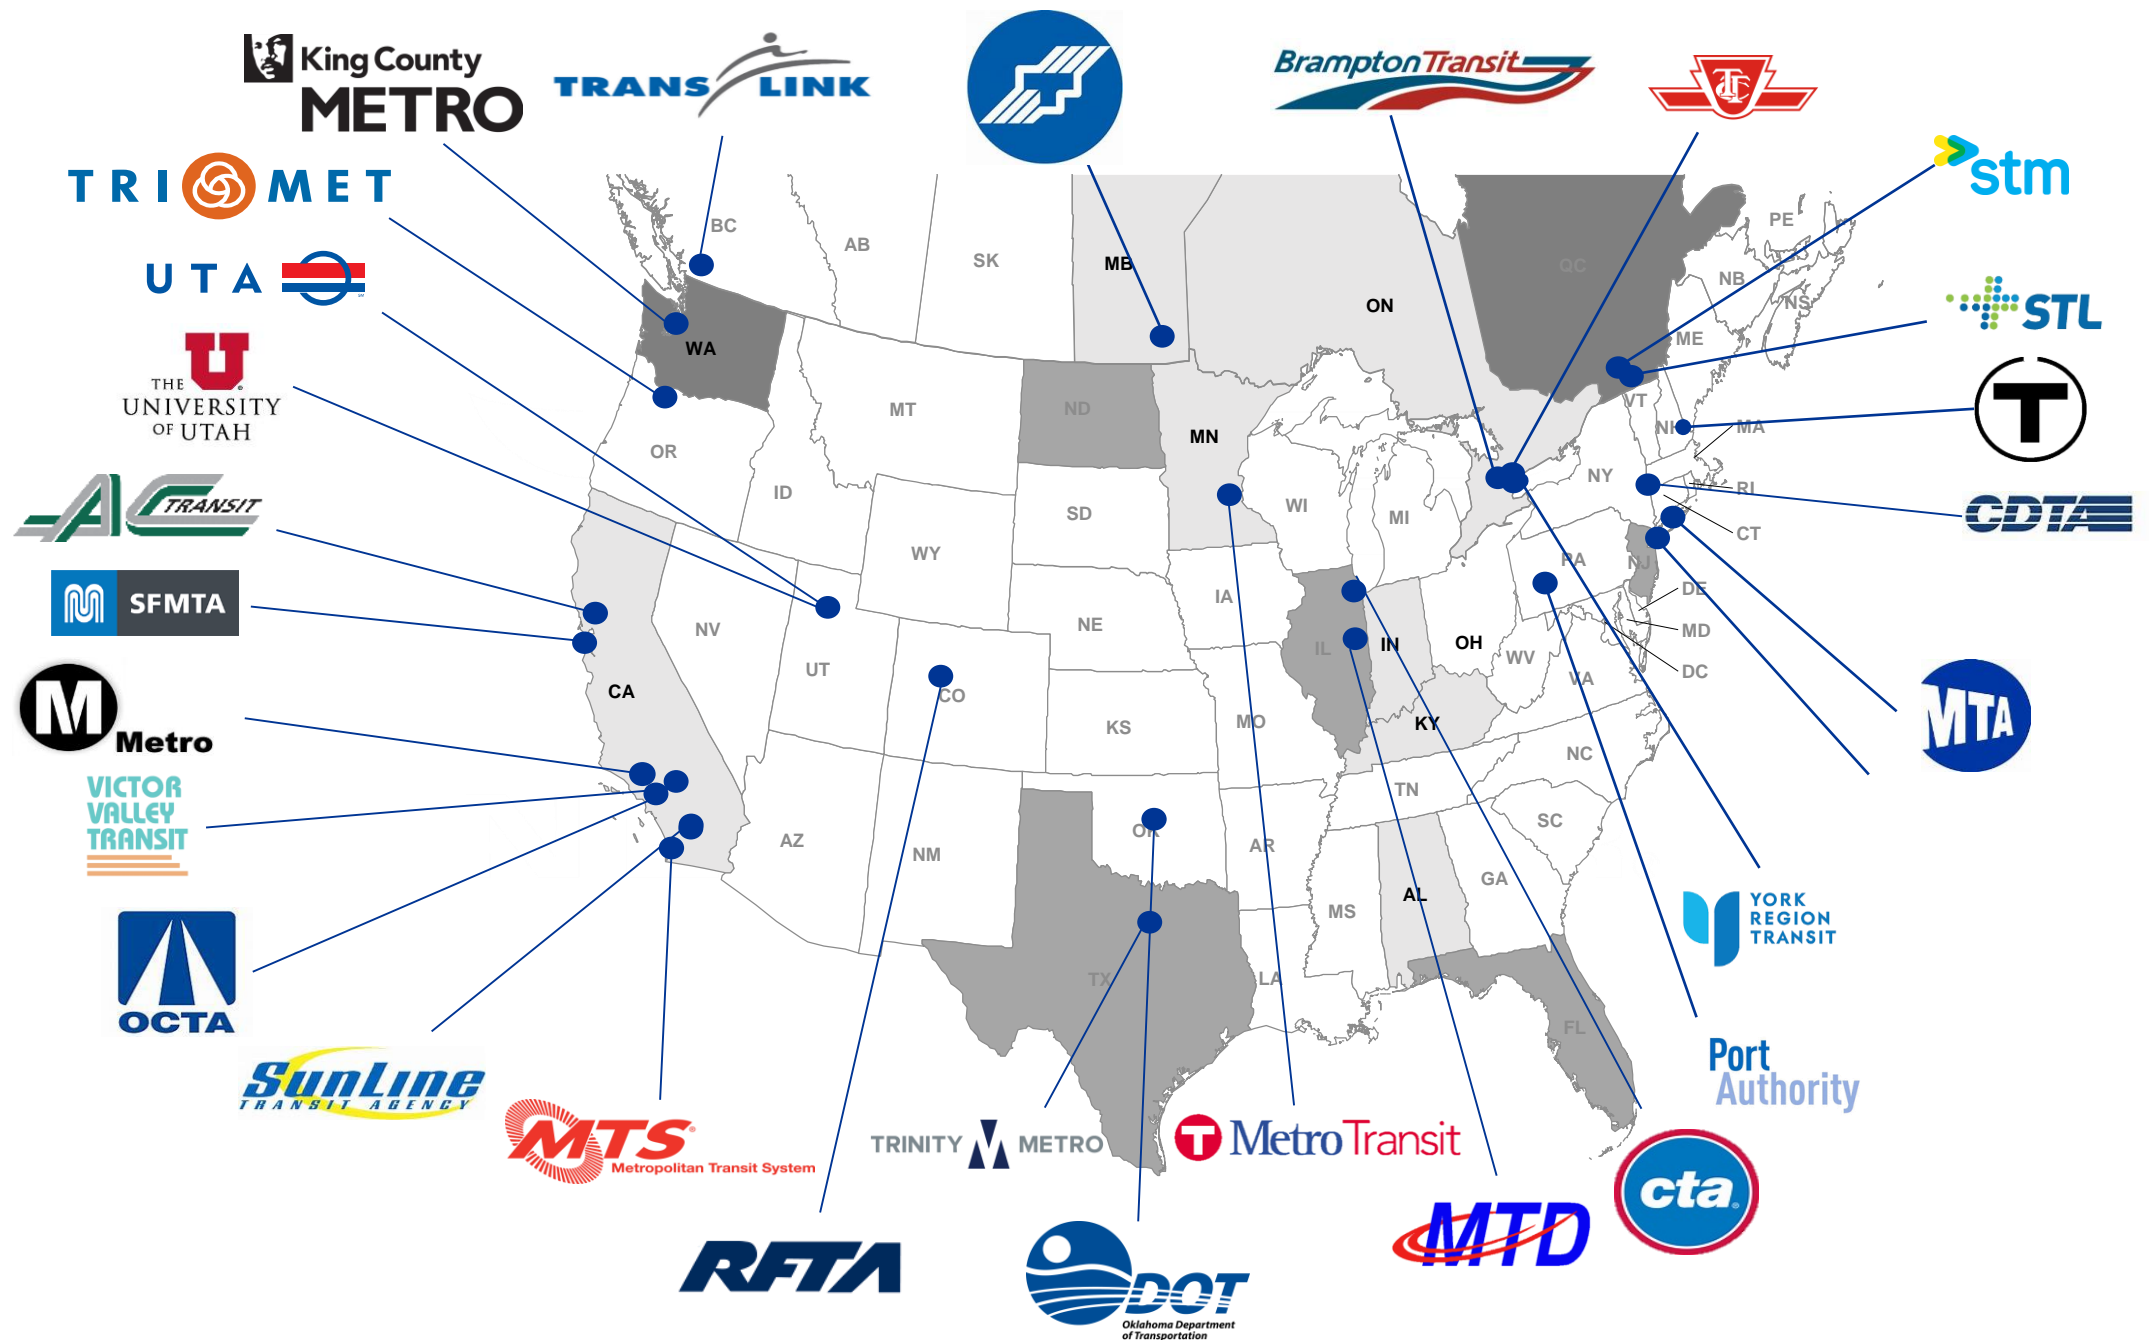 King County
METRO
TRANS LINK
Brampton Transit
TTC
TRI MET
stm
UTA
STL
U
THE
UNIVERSITY
OF UTAH
T
AC TRANSIT
CDTA
SFMTA
M
Metro
MTA
VICTOR
VALLEY
TRANSIT
YORK
REGION
TRANSIT
OCTA
Port
Authority
SunLine
TRANSIT AGENCY
MTS
Metropolitan Transit System
TRINITY METRO
T MetroTransit
cta
MTD
RFTA
DOT
Oklahoma Department
of Transportation
BC
AB
SK
MB
ON
QC
PE
NB
NS
ME
WA
MT
ND
MN
VT
NH
MA
OR
ID
SD
WI
MI
NY
RI
CT
WY
IA
PA
NJ
DE
NV
NE
UT
CO
IL
IN
OH
WV
MD
DC
VA
CA
KS
MO
KY
NC
TN
SC
AZ
NM
OK
AR
MS
AL
GA
TX
LA
FL